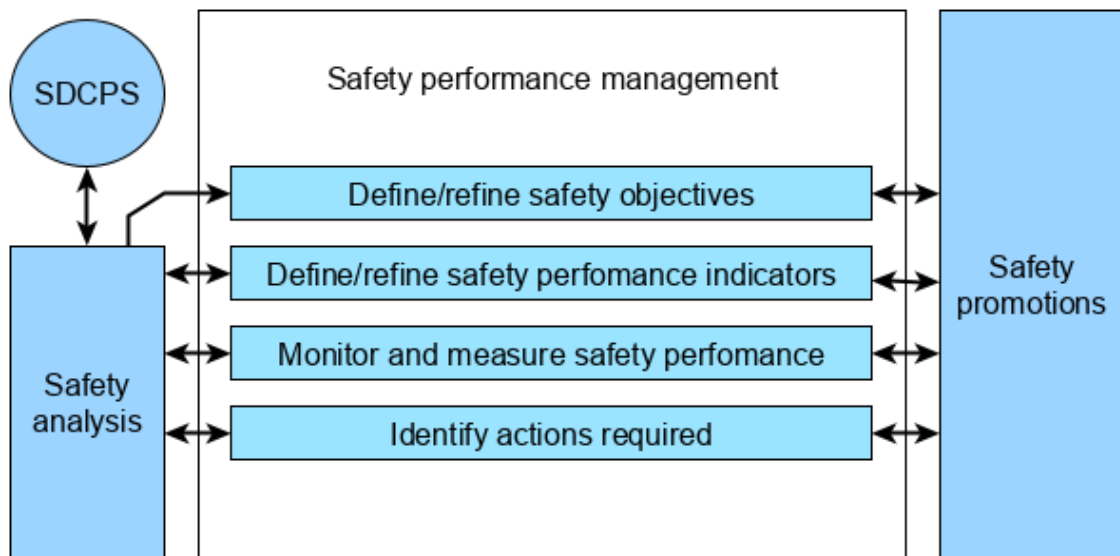 SDCPS
Safety performance management
Define/refine safety objectives
Define/refine safety perfomance indicators
Monitor and measure safety perfomance
Identify actions required
Safety
analysis
Safety
promotions